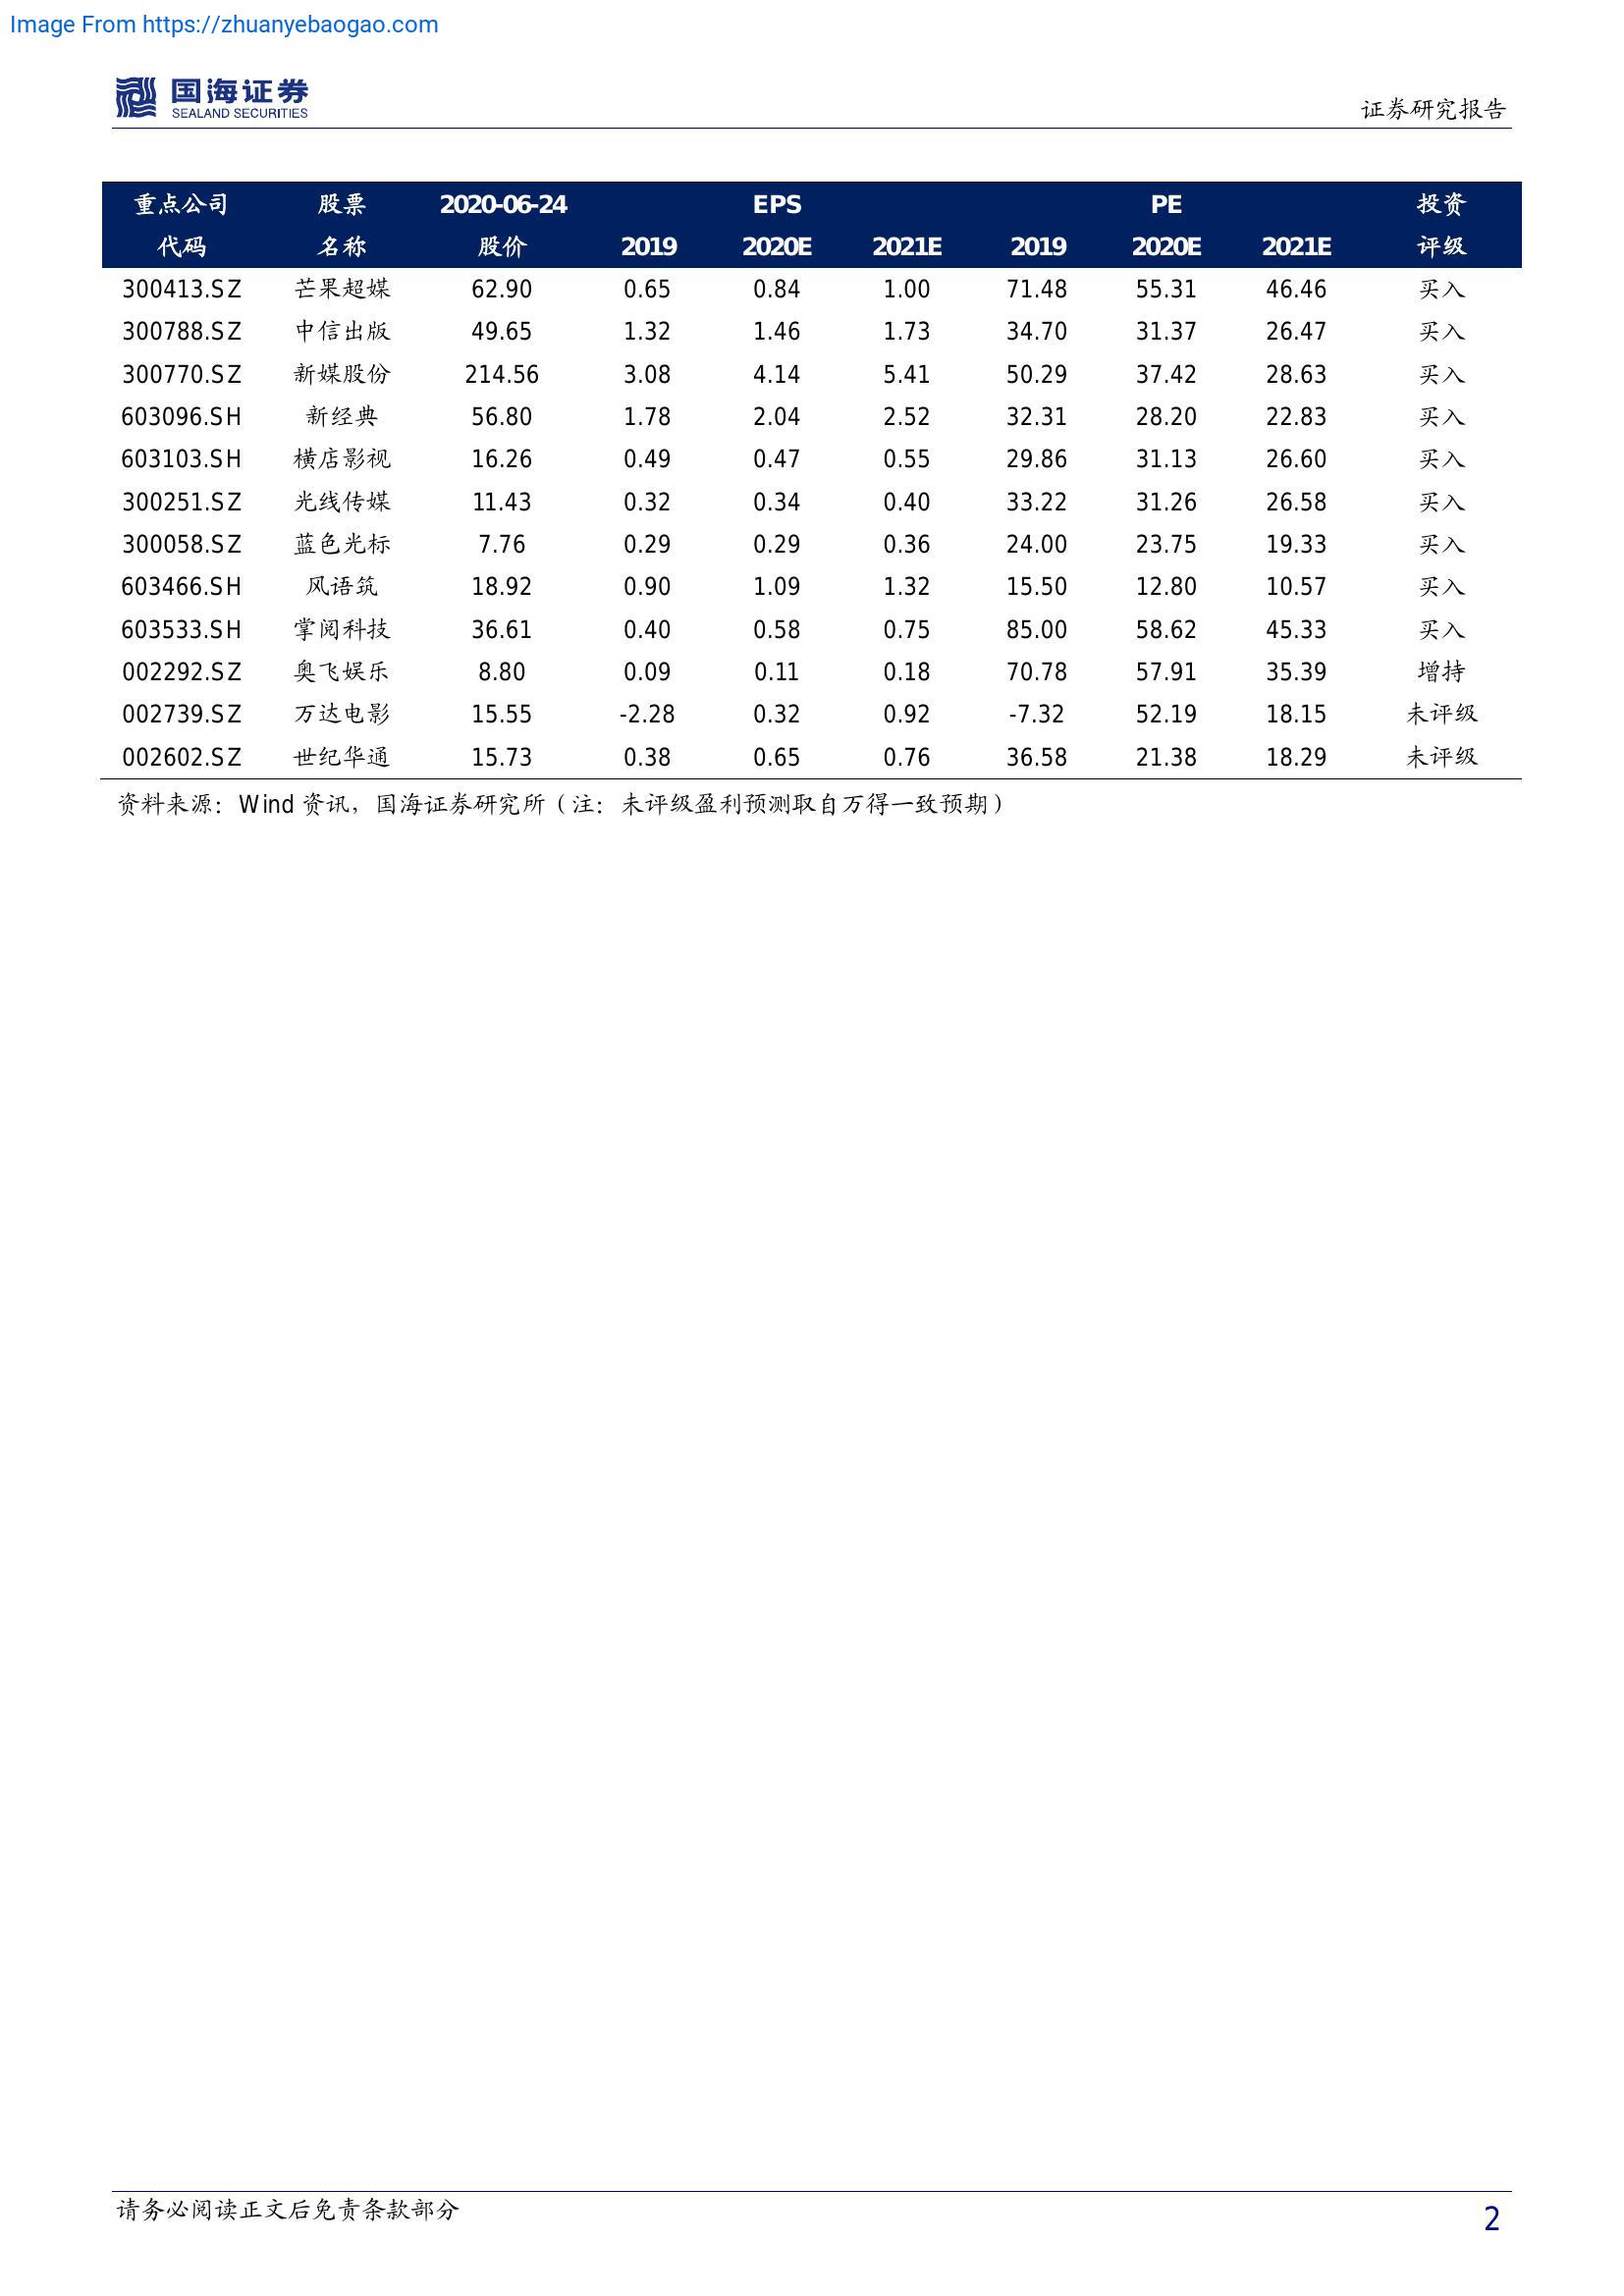 Image From https://zhuanyebaogao.com
国海证券
SEALAND SECURITIES
证券研究报告
重点公司 股票 2020-06-24 EPS PE 投资
代码 名称 股价 2019 2020E 2021E 2019 2020E 2021E 评级
300413.SZ 芒果超媒 62.90 0.65 0.84 1.00 71.48 55.31 46.46 买入
300788.SZ 中信出版 49.65 1.32 1.46 1.73 34.70 31.37 26.47 买入
300770.SZ 新媒股份 214.56 3.08 4.14 5.41 50.29 37.42 28.63 买入
603096.SH 新经典 56.80 1.78 2.04 2.52 32.31 28.20 22.83 买入
603103.SH 横店影视 16.26 0.49 0.47 0.55 29.86 31.13 26.60 买入
300251.SZ 光线传媒 11.43 0.32 0.34 0.40 33.22 31.26 26.58 买入
300058.SZ 蓝色光标 7.76 0.29 0.29 0.36 24.00 23.75 19.33 买入
603466.SH 风语筑 18.92 0.90 1.09 1.32 15.50 12.80 10.57 买入
603533.SH 掌阅科技 36.61 0.40 0.58 0.75 85.00 58.62 45.33 买入
002292.SZ 奥飞娱乐 8.80 0.09 0.11 0.18 70.78 57.91 35.39 增持
002739.SZ 万达电影 15.55 -2.28 0.32 0.92 -7.32 52.19 18.15 未评级
002602.SZ 世纪华通 15.73 0.38 0.65 0.76 36.58 21.38 18.29 未评级
资料来源：Wind 资讯，国海证券研究所（注：未评级盈利预测取自万得一致预期）
请务必阅读正文后免责条款部分
2